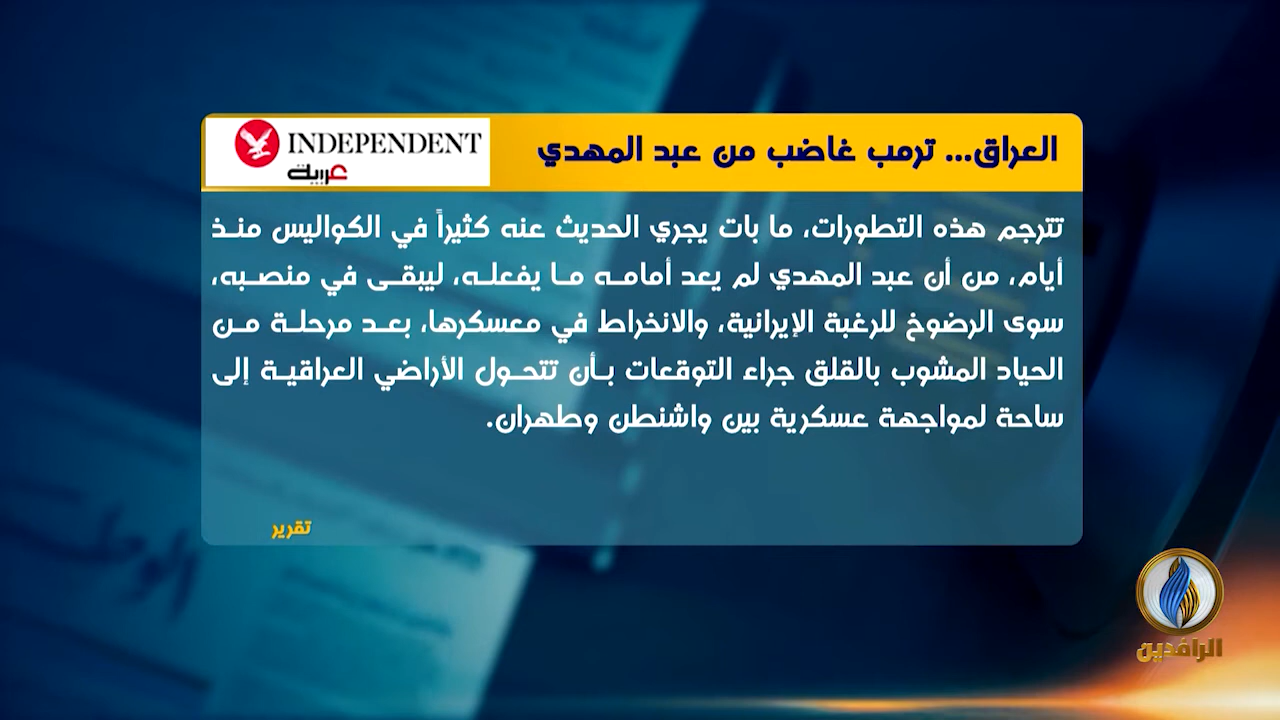 العراق... ترمب غاضب من عبد المهدي
INDEPENDENT
عربية
تترجم هذه التطورات، ما بات يجري الحديث عنه كثيراً في الكواليس منذ
أيام، من أن عبد المهدي لم يعد أمامه ما يفعله، ليبقى في منصبه،
سوى الرضوخ للرغبة الإيرانية، والانخراط في معسكرها، بعد مرحلة من
الحياد المشوب بالقلق جراء التوقعات بأن تتحول الأراضي العراقية إلى
ساحة لمواجهة عسكرية بين واشنطن وطهران.
تقرير
الرافدين